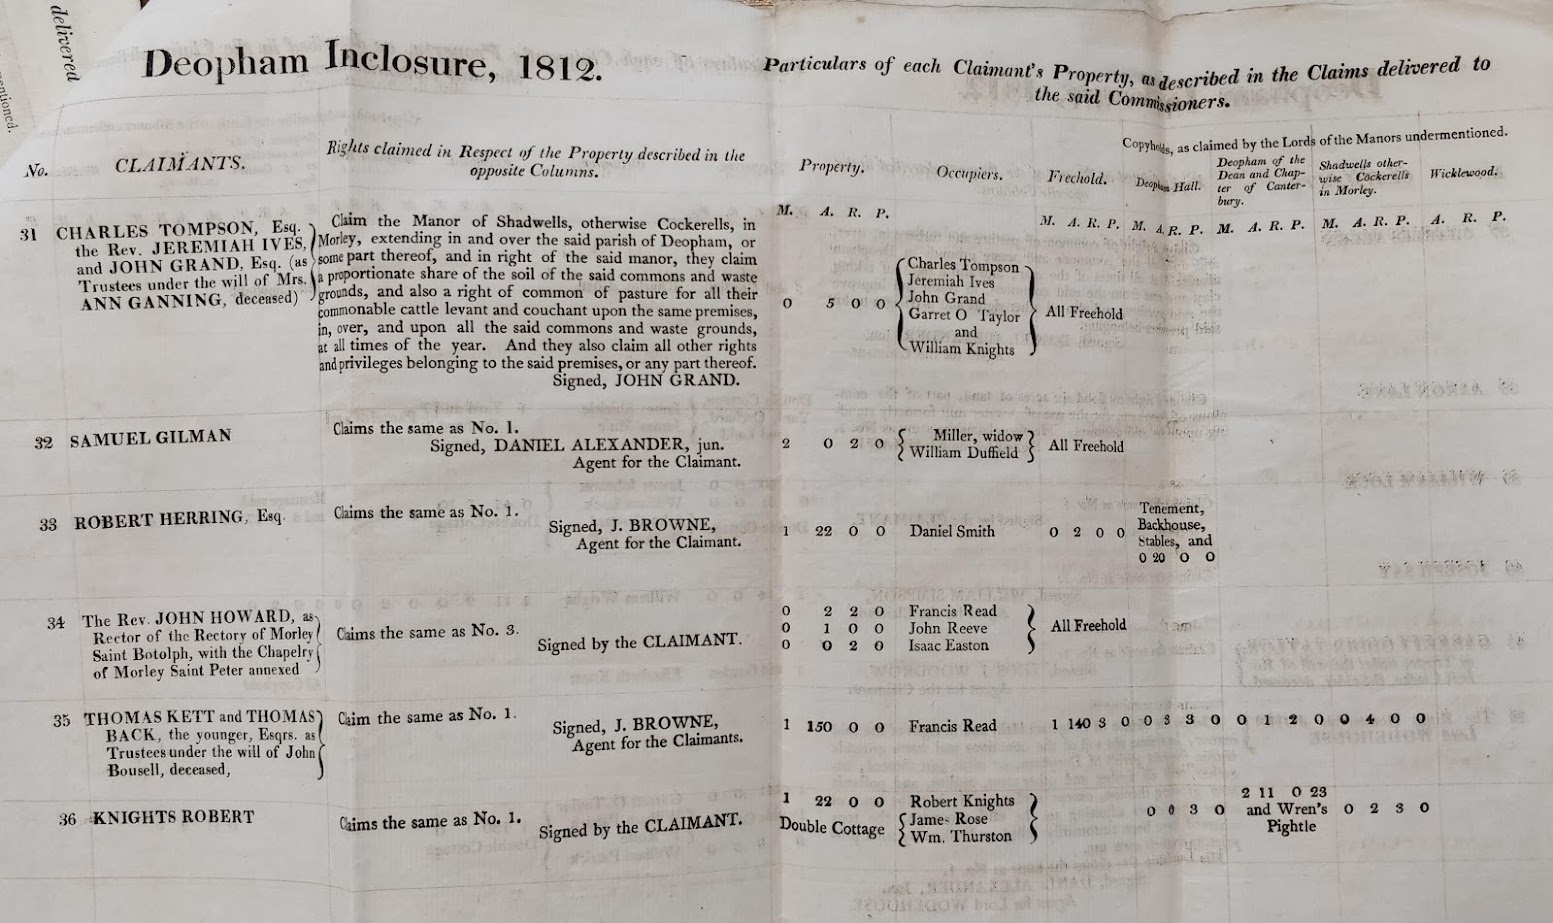 delivered
entioned.
Deopham Inclosure, 1812.
Particulars of each Claimant's Property, as described in the Claims delivered to
the said Commissioners.
No.
CLAIMANTS.
Rights claimed in Respect of the Property described in the
opposite Columns.
Property.
Occupiers.
Freehold.
Copyholds, as claimed by the Lords of the Manors undermentioned.
Deopham Hall.
Deopham of the
Dean and Chap-
ter of Canter-
bury.
Shadwells other-
wise Cockerells
in Morley.
Wicklewood.
M. A. R. P.
M. A. R. P. M. A. R. P. M. A. R. P. M. A. R. P. A. R. P.
31 CHARLES TOMPSON, Esq.
the Rev. JEREMIAH IVES,
and JOHN GRAND, Esq. (as
Trustees under the will of Mrs.
ANN GANNING, deceased)
Claim the Manor of Shadwells, otherwise Cockerells, in
Morley, extending in and over the said parish of Deopham, or
some part thereof, and in right of the said manor, they claim
a proportionate share of the soil of the said commons and waste
grounds, and also a right of common of pasture for all their
commonable cattle levant and couchant upon the same premises,
in, over, and upon all the said commons and waste grounds,
at all times of the year. And they also claim all other rights
and privileges belonging to the said premises, or any part thereof.
Signed, JOHN GRAND.
0 5 0 0
Charles Tompson
Jeremiah Ives
John Grand
Garret O Taylor
and
William Knights
All Freehold
32 SAMUEL GILMAN
Claims the same as No. 1.
Signed, DANIEL ALEXANDER, jun.
Agent for the Claimant.
2 0 2 0
Miller, widow
William Duffield
All Freehold
33 ROBERT HERRING, Esq.
Claims the same as No. 1.
Signed, J. BROWNE,
Agent for the Claimant.
1 22 0 0
Daniel Smith
0 2 0 0
Tenement,
Backhouse,
Stables, and
0 20 0 0
34 The Rev. JOHN HOWARD, as
Rector of the Rectory of Morley
Saint Botolph, with the Chapelry
of Morley Saint Peter annexed
Claims the same as No. 3.
Signed by the CLAIMANT.
0 2 2 0 Francis Read
0 1 0 0 John Reeve
0 0 2 0 Isaac Easton
All Freehold
35 THOMAS KETT and THOMAS
BACK, the younger, Esqrs. as
Trustees under the will of John
Bousell, deceased,
Claim the same as No. 1.
Signed, J. BROWNE,
Agent for the Claimants.
1 150 0 0
Francis Read
1 140 3 0 0 3 3 0 0 1 2 0 0 4 0 0
36 KNIGHTS ROBERT
Claims the same as No. 1.
Signed by the CLAIMANT.
1 22 0 0
Double Cottage
Robert Knights
James Rose
Wm. Thurston
0 0 3 0
2 11 0 23
and Wren's
Pightle
0 2 3 0